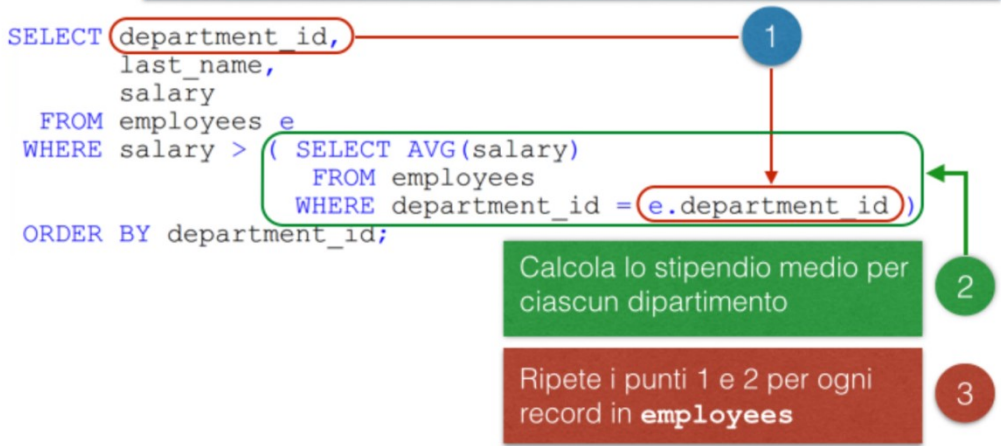 1
SELECT department_id,
last_name,
salary
FROM employees e
WHERE salary > ( SELECT AVG(salary)
FROM employees
WHERE department_id = e.department_id )
ORDER BY department_id;
Calcola lo stipendio medio per
ciascun dipartimento
2
Ripete i punti 1 e 2 per ogni
record in employees
3